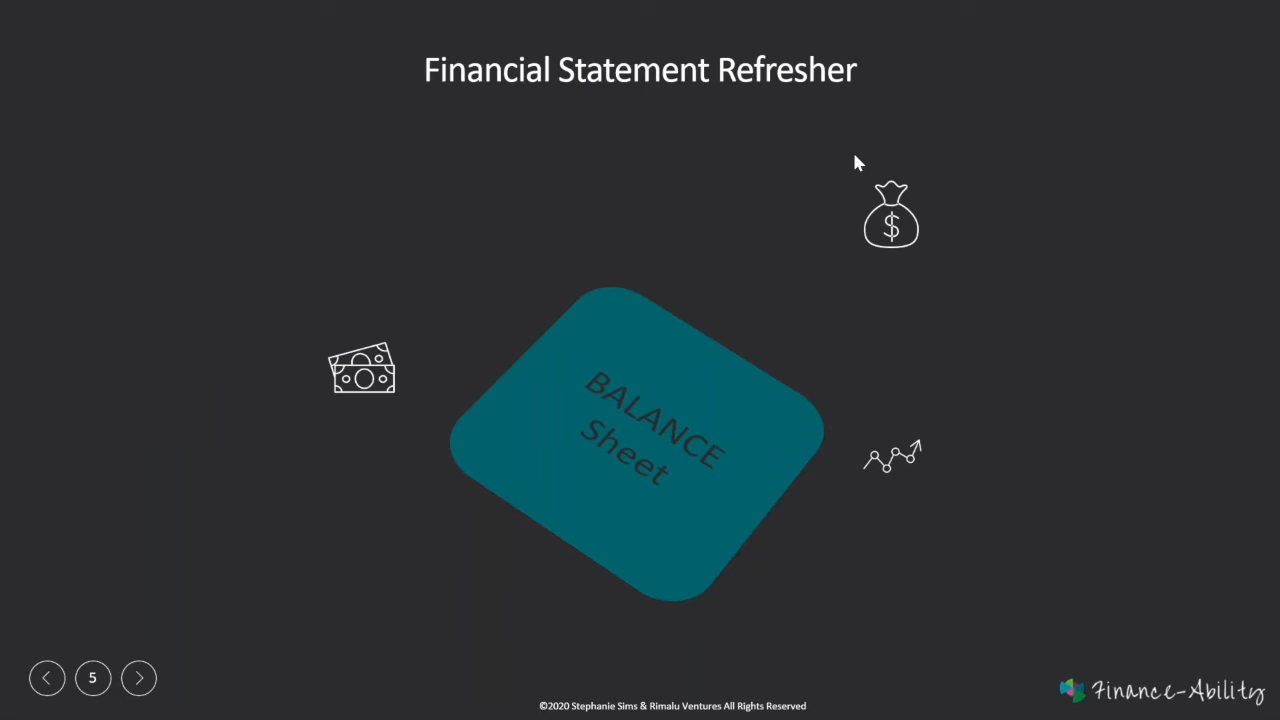 Financial Statement Refresher
$
BALANCE
Sheet
5
©2020 Stephanie Sims & Rimalu Ventures All Rights Reserved
Finance-Ability